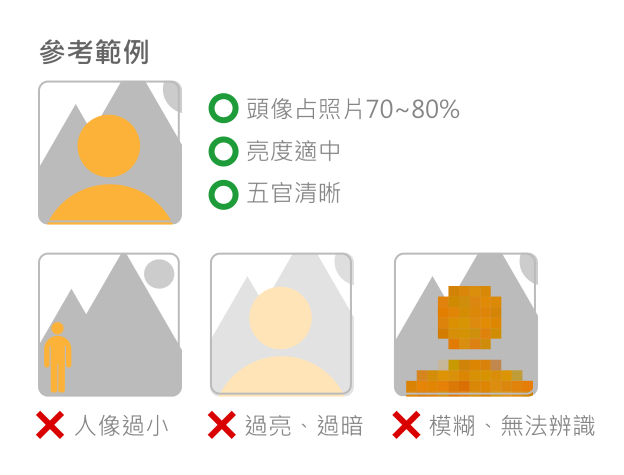 參考範例
頭像占照片70~80%
亮度適中
五官清晰
人像過小
過亮、過暗
模糊、無法辨識